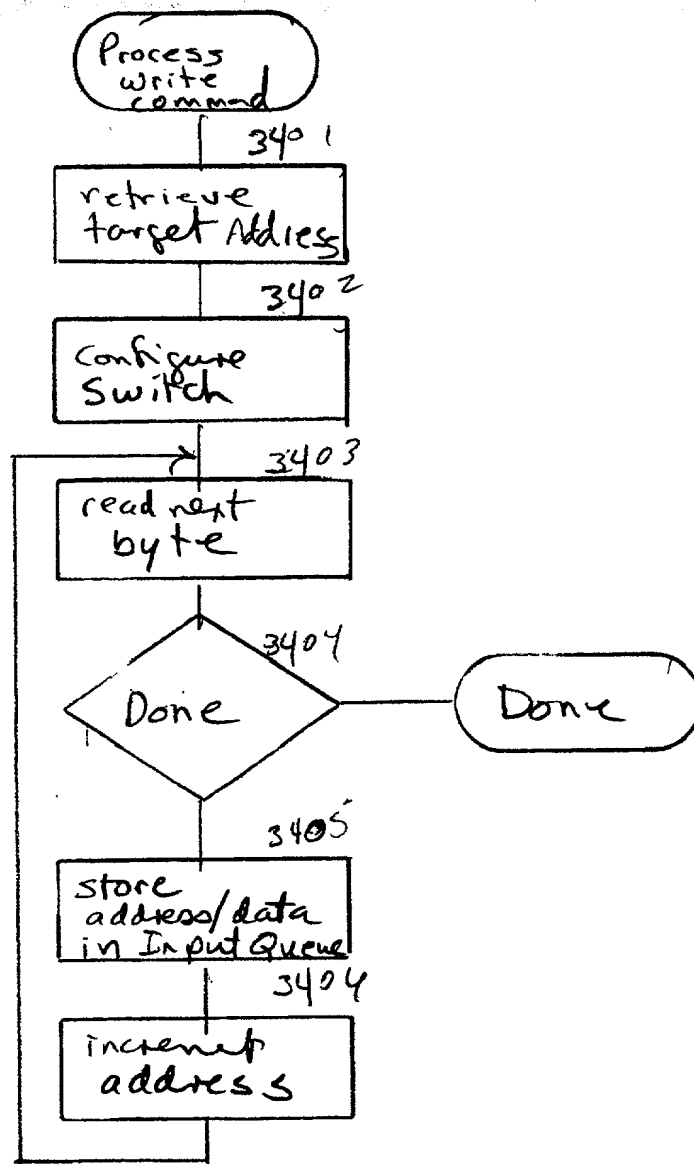 Process
write
command
3401
retrieve
target Address
3402
configure
Switch
3403
read next
byte
3404
Done
Done
3405
store
address/data
in Input Queue
3404
increment
address